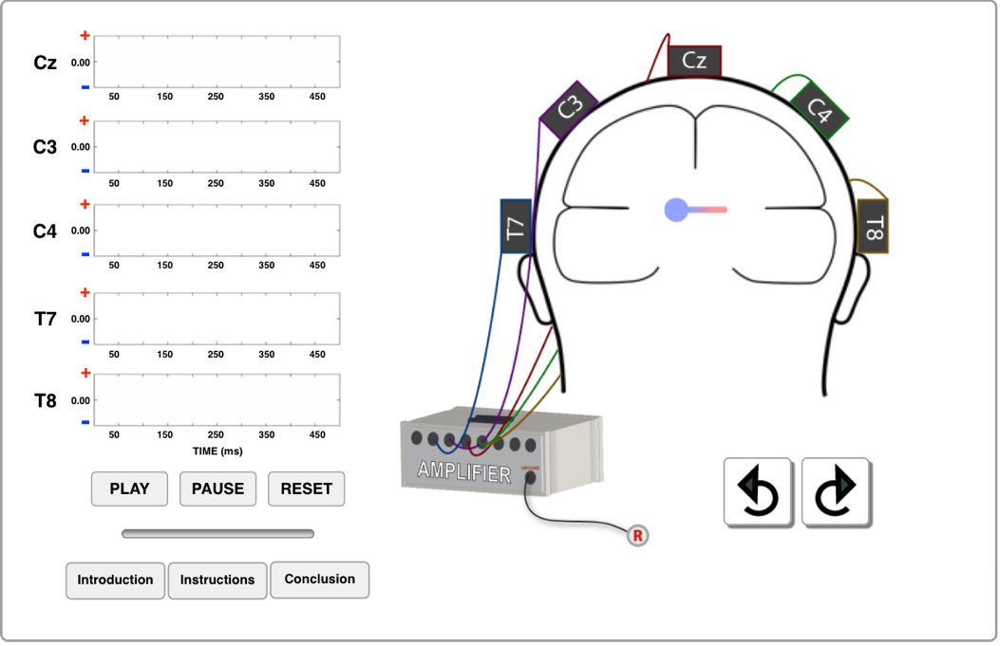 Cz
+
0.00
-
50 150 250 350 450
C3
+
0.00
-
50 150 250 350 450
C4
+
0.00
-
50 150 250 350 450
T7
+
0.00
-
50 150 250 350 450
T8
+
0.00
-
50 150 250 350 450
TIME (ms)
PLAY PAUSE RESET
Introduction Instructions Conclusion
Cz
C3
C4
T7
T8
AMPLIFIER
GROUND
R